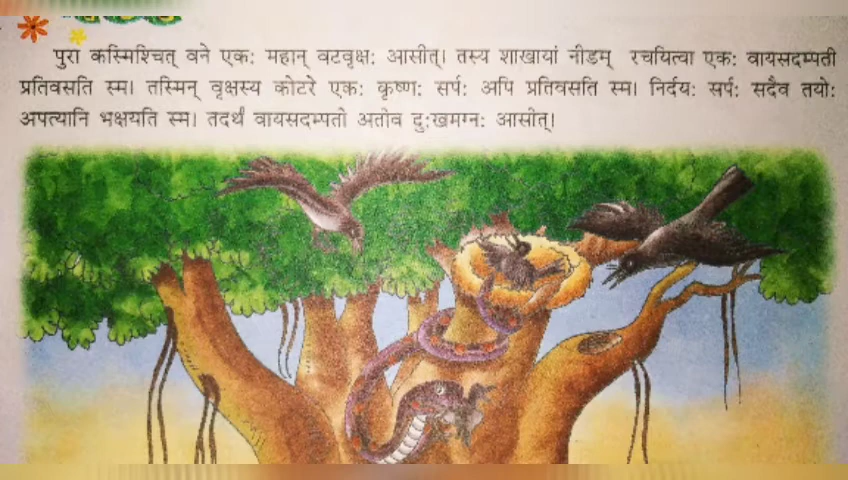 पुरा कस्मिश्चित् वने एकः महान् वटवृक्षः आसीत्। तस्य शाखायां नीडम् रचयित्वा एकः वायसदम्पती
प्रतिवसति स्म। तस्मिन् वृक्षस्य कोटरे एकः कृष्णः सर्पः अपि प्रतिवसति स्म। निर्दयः सर्पः सदैव तयोः
अपत्यानि भक्षयति स्म। तदर्थं वायसदम्पतो अतोव दुःखमग्नः आसीत्।